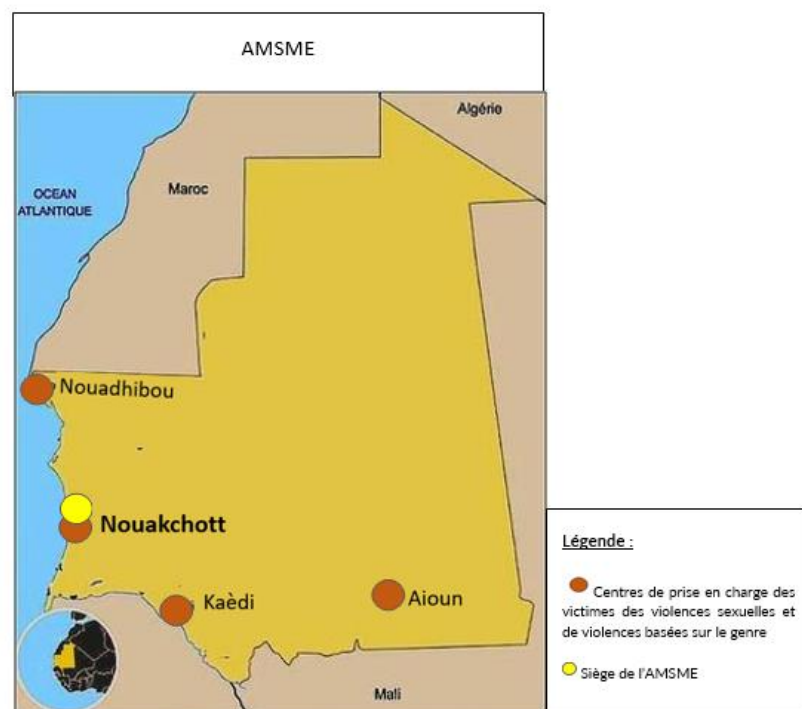 AMSME
Algérie
Maroc
OCEAN
ATLANTIQUE
Nouadhibou
Nouakchott
Kaèdi
Aioun
Mali
Légende :
Centres de prise en charge des
victimes des violences sexuelles et
de violences basées sur le genre
Siège de l'AMSME